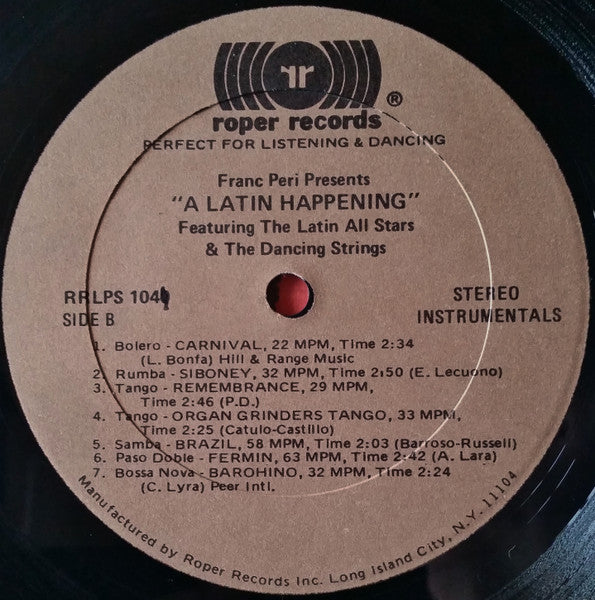 rr
roper records ®
PERFECT FOR LISTENING & DANCING
Franc Peri Presents
"A LATIN HAPPENING"
Featuring The Latin All Stars
& The Dancing Strings
RRLPS
SIDE B
STEREO
INSTRUMENTALS
1. Bolero - CARNIVAL, 22 MPM, Time 2:34
(L. Bonfa) Hill & Range Music
2. Rumba - SIBONEY, 32 MPM, Time 2:50 (E. Lecuono)
3. Tango - REMEMBRANCE, 29 MPM,
Time 2:46 (P.D.)
4. Tango - ORGAN GRINDERS TANGO, 33 MPM,
Time 2:25 (Catulo-Castillo)
5. Samba - BRAZIL, 58 MPM, Time 2:03 (Barroso-Russell)
6. Paso Doble - FERMIN, 63 MPM, Time 2:42 (A. Lara)
7. Bossa Nova - BAROHINO, 32 MPM, Time 2:24
(C. Lyra) Peer Intl.
Manufactured by Roper Records Inc. Long Island City, N.Y. 11104